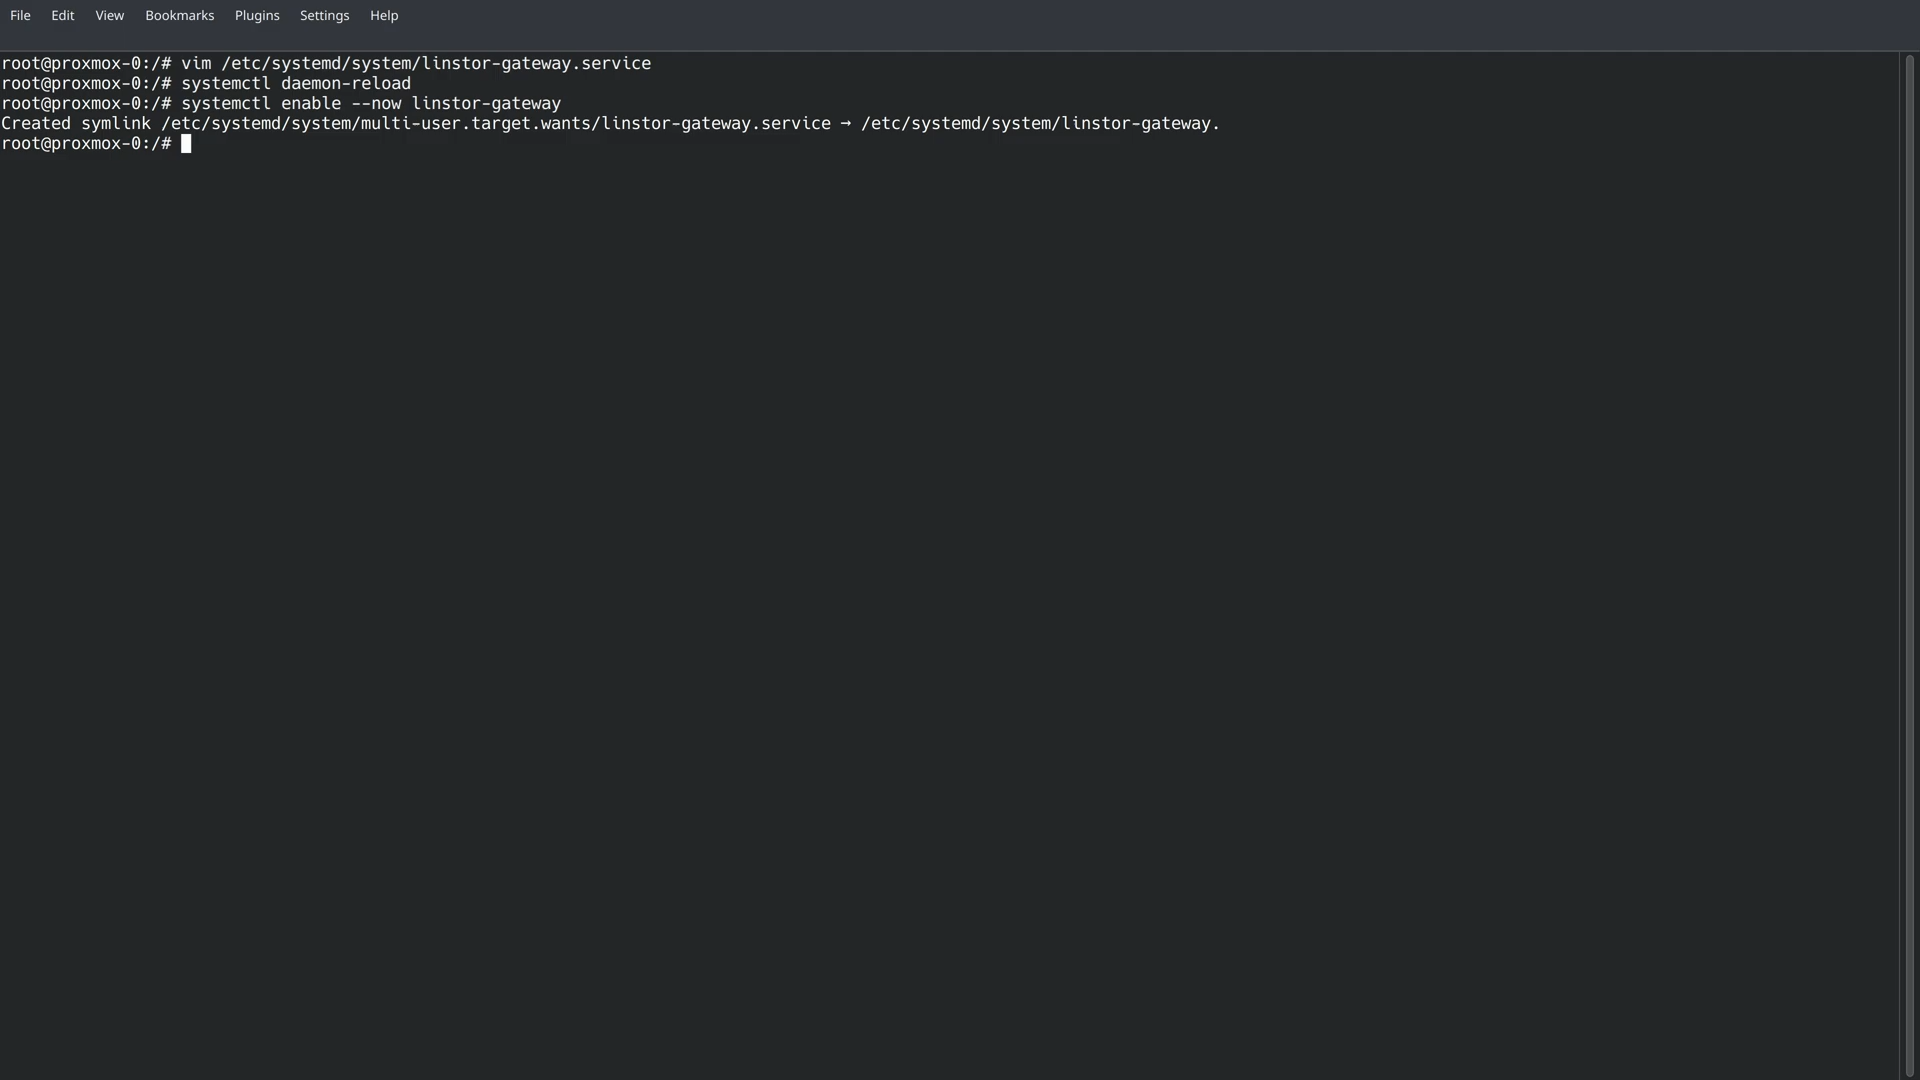 File Edit View Bookmarks Plugins Settings Help
root@proxmox-0:/# vim /etc/systemd/system/linstor-gateway.service
root@proxmox-0:/# systemctl daemon-reload
root@proxmox-0:/# systemctl enable --now linstor-gateway
Created symlink /etc/systemd/system/multi-user.target.wants/linstor-gateway.service → /etc/systemd/system/linstor-gateway.
root@proxmox-0:/#